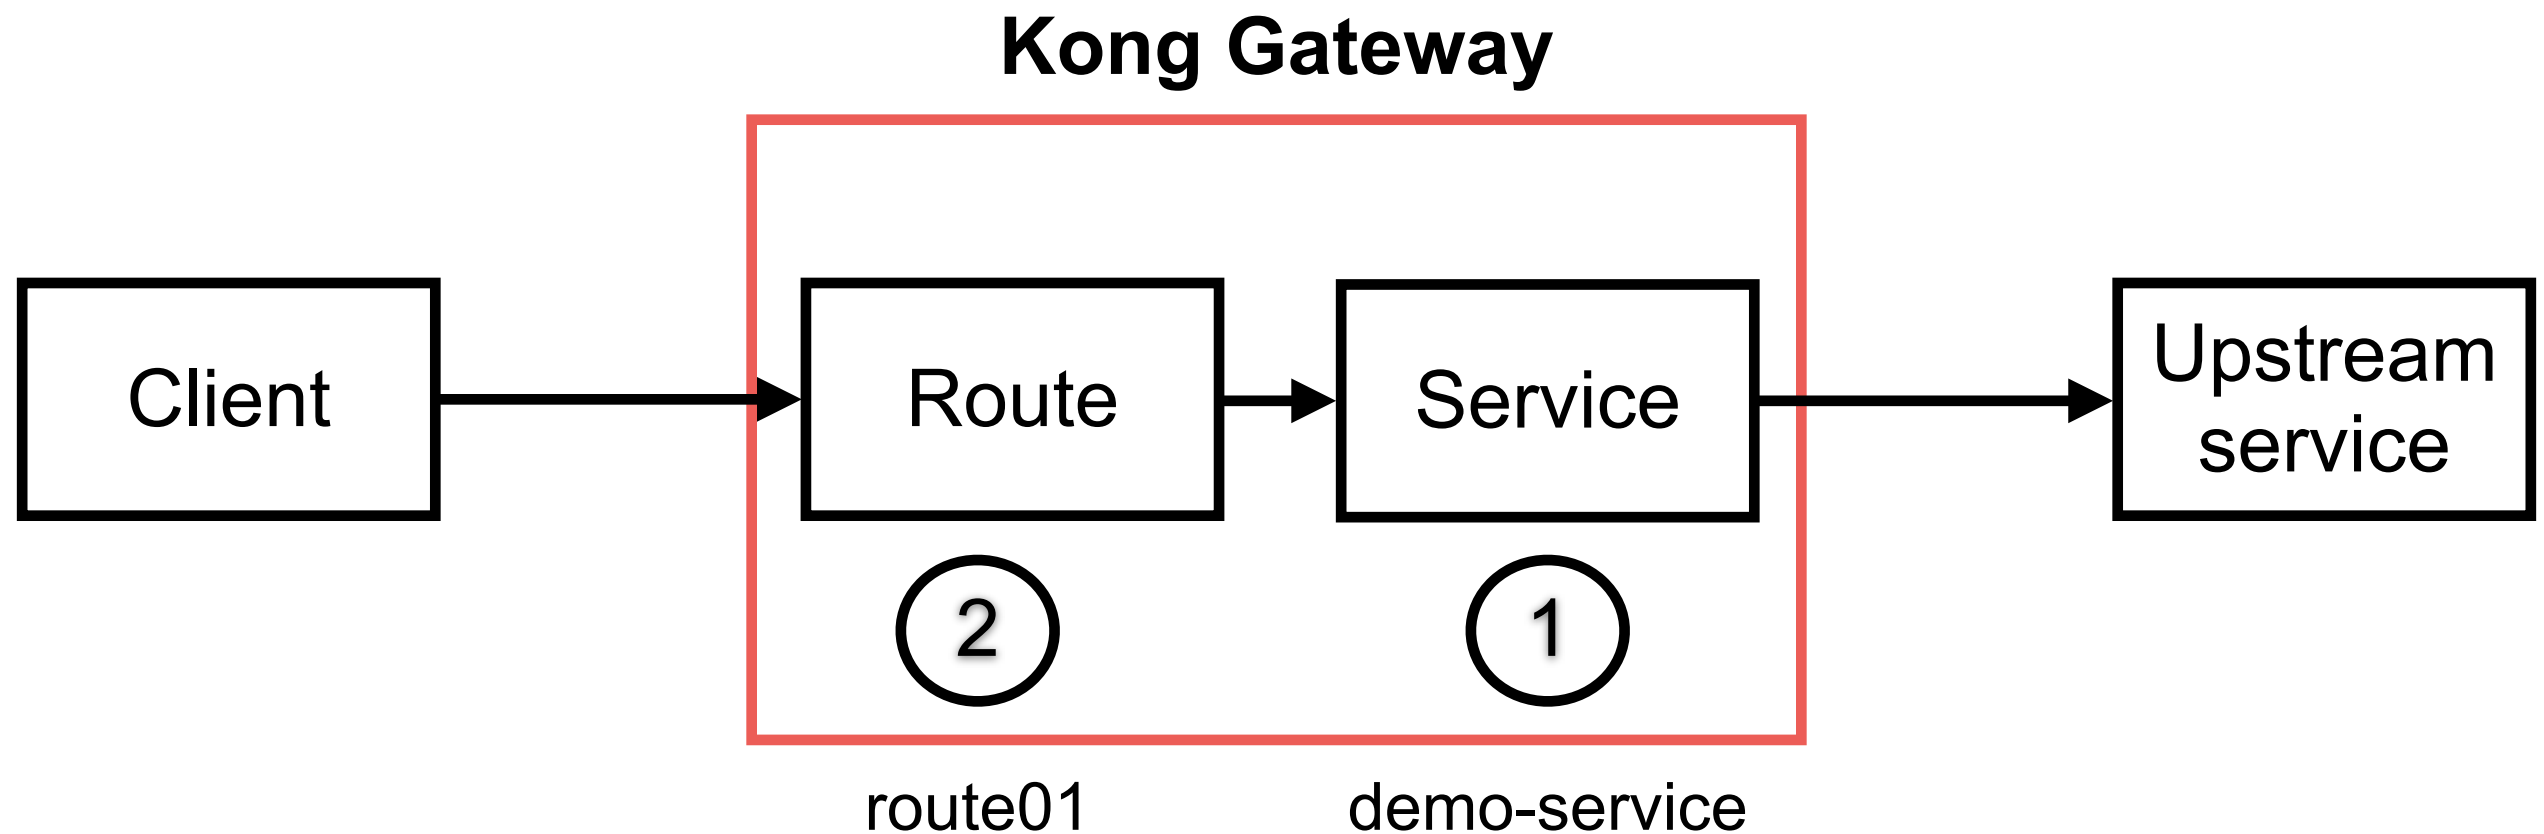 Kong Gateway
Client
Route
Service
Upstream
service
2
1
route01
demo-service